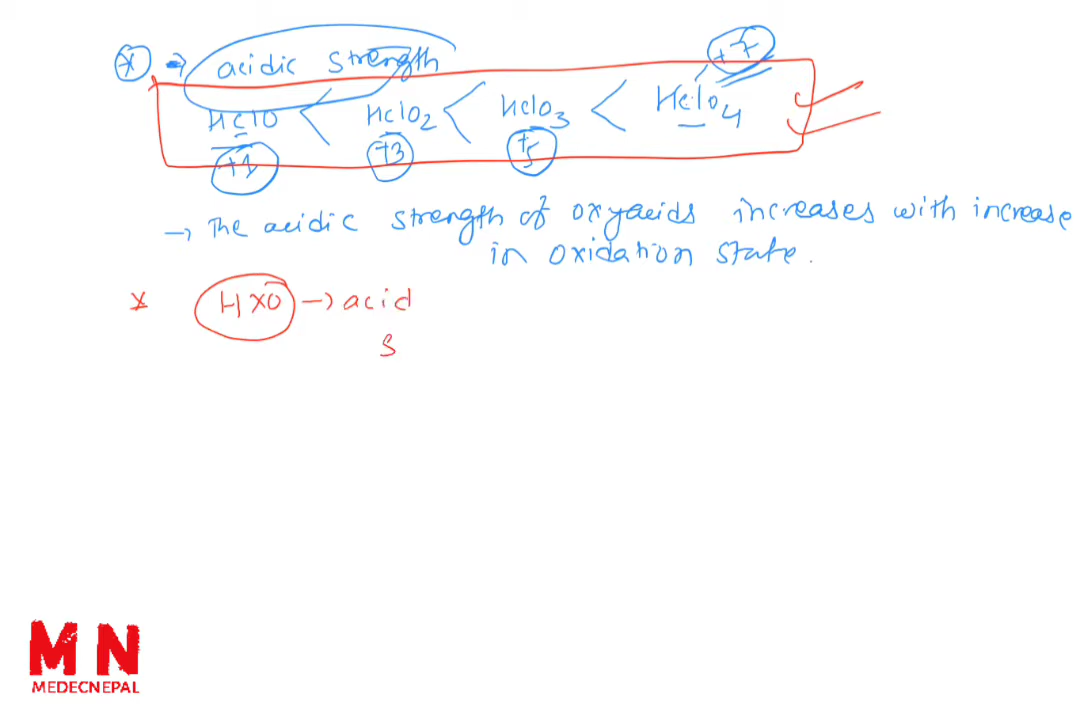 * → acidic strength
HClO < HClO2 < HClO3 < HClO4
+1 +3 +5 +7
→ The acidic strength of oxyacids increases with increase
in oxidation state.
* HXO → acid
S
MN
MEDECNEPAL